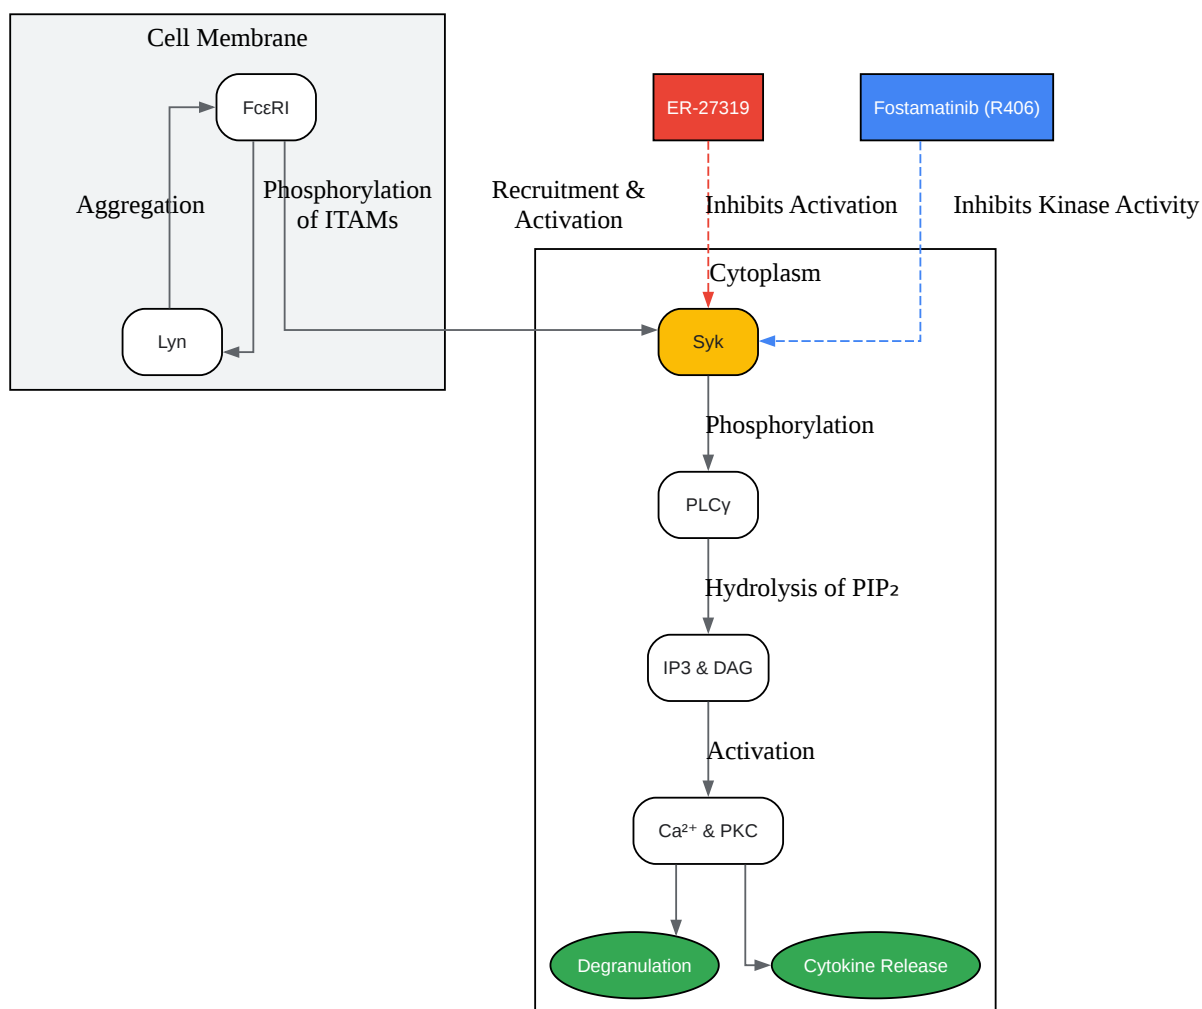 Cell Membrane
FcεRI
ER-27319
Fostamatinib (R406)
Aggregation
Phosphorylation
of ITAMs
Recruitment &
Activation
Inhibits Activation
Inhibits Kinase Activity
Cytoplasm
Lyn
Syk
Phosphorylation
PLCγ
Hydrolysis of PIP₂
IP3 & DAG
Activation
Ca²⁺ & PKC
Degranulation
Cytokine Release